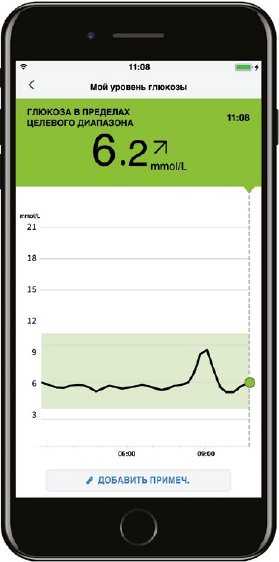 11:08
Мой уровень глюкозы
ГЛЮКОЗА В ПРЕДЕЛАХ
ЦЕЛЕВОГО ДИАПАЗОНА
11:08
6.2
mmol/L
mmol/L
21
18
15
12
9
6
3
06:00
09:00
ДОБАВИТЬ ПРИМЕЧ.